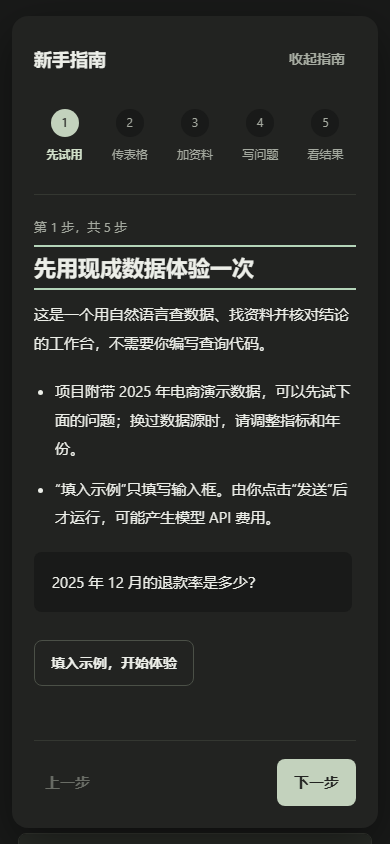 新手指南
收起指南
1
2
3
4
5
先试用
传表格
加资料
写问题
看结果
第 1 步，共 5 步
先用现成数据体验一次
这是一个用自然语言查数据、找资料并核对结论
的工作台，不需要你编写查询代码。
• 项目附带 2025 年电商演示数据，可以先试下
面的问题；换过数据源时，请调整指标和年
份。
• “填入示例”只填写输入框。由你点击“发送”后
才运行，可能产生模型 API 费用。
2025 年 12 月的退款率是多少？
填入示例，开始体验
上一步
下一步